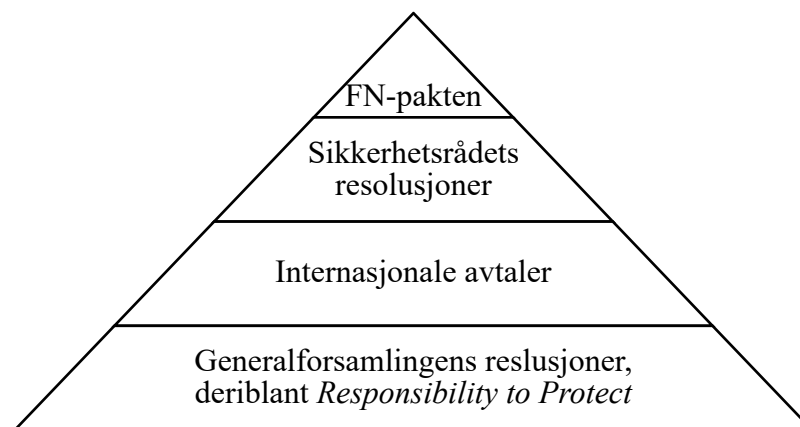 FN-pakten
Sikkerhetsrådets
resolusjoner
Internasjonale avtaler
Generalforsamlingens reslusjoner,
deriblant Responsibility to Protect